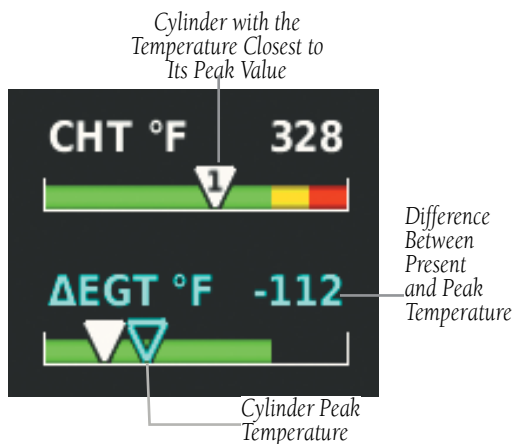 Cylinder with the
Temperature Closest to
Its Peak Value
CHT °F 328
1
Difference
Between
Present
and Peak
Temperature
ΔEGT °F -112
Cylinder Peak
Temperature